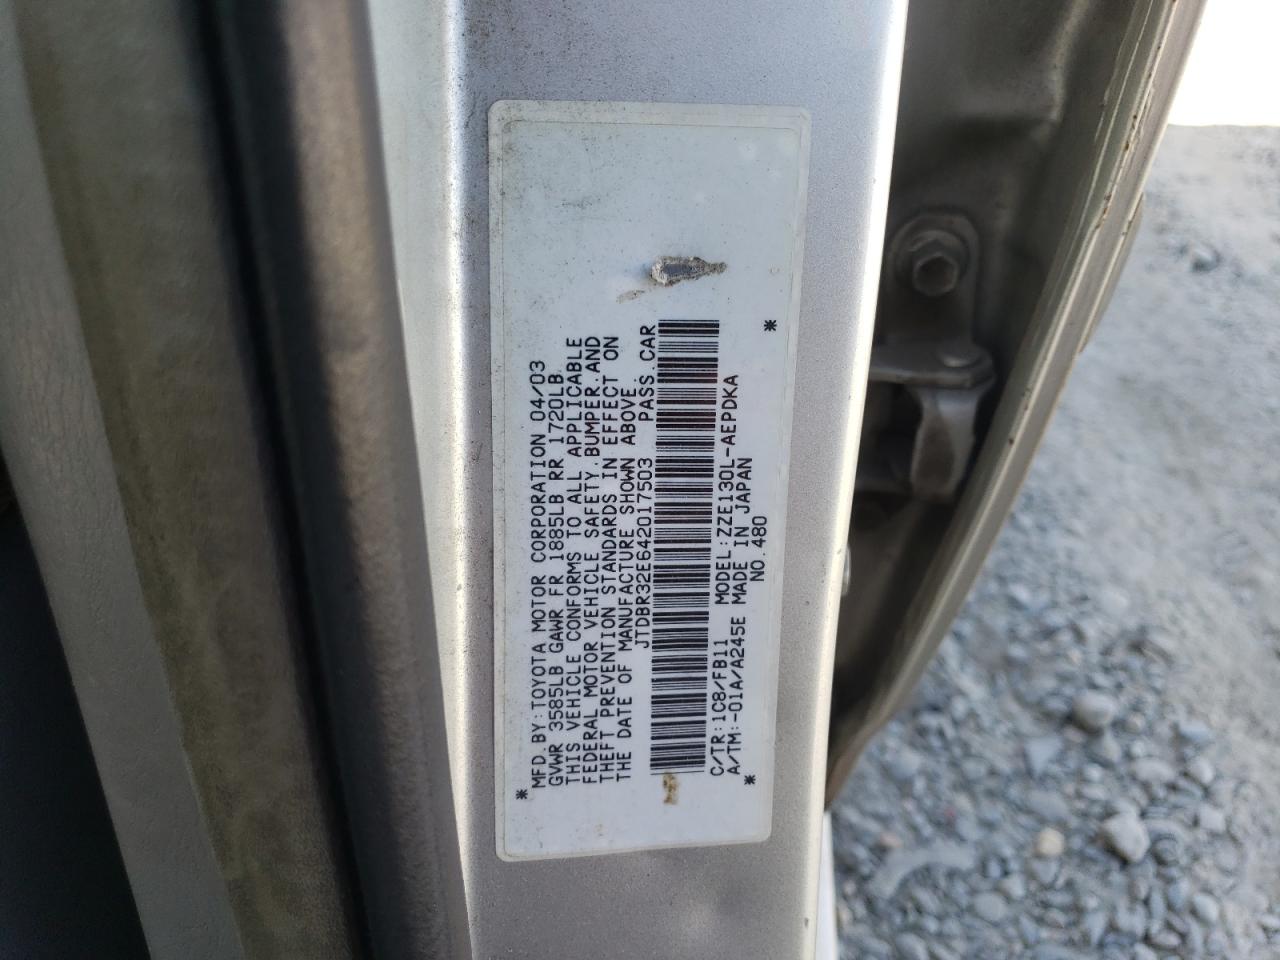 *
MFD.BY:TOYOTA MOTOR CORPORATION 04/03
GVWR 3585LB GAWR FR 1885LB RR 1720LB
THIS VEHICLE CONFORMS TO ALL APPLICABLE
FEDERAL MOTOR VEHICLE SAFETY,BUMPER,AND
THEFT PREVENTION STANDARDS IN EFFECT ON
THE DATE OF MANUFACTURE SHOWN ABOVE.
JTDBR32E642017503 PASS.CAR
C/TR:1C8/FB11 MODEL:ZZE130L-AEPDKA
A/TM:-01A/A245E MADE IN JAPAN
* NO.480 *